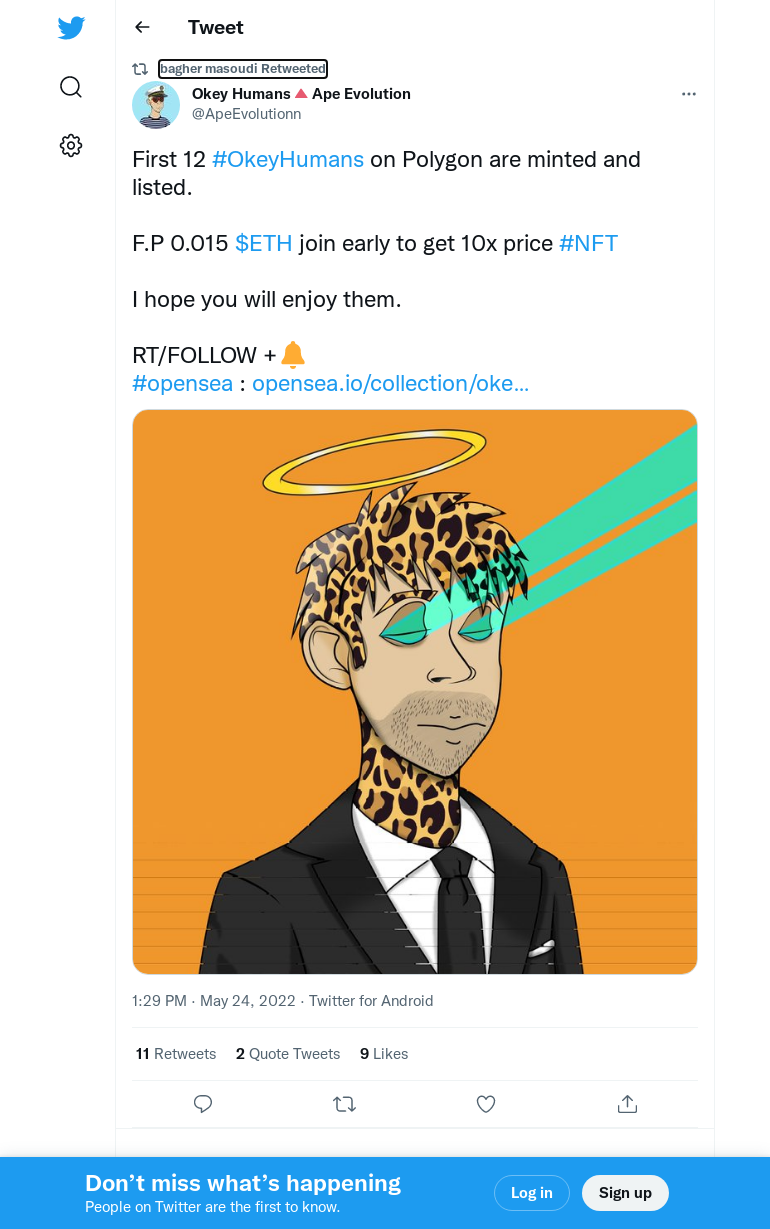 Tweet
bagher masoudi Retweeted
Okey Humans🔺Ape Evolution
@ApeEvolutionn
First 12 #OkeyHumans on Polygon are minted and
listed.
F.P 0.015 $ETH join early to get 10x price #NFT
I hope you will enjoy them.
RT/FOLLOW +🔔
#opensea : opensea.io/collection/oke…
1:29 PM · May 24, 2022 · Twitter for Android
11 Retweets 2 Quote Tweets 9 Likes
Don’t miss what’s happening
People on Twitter are the first to know.
Log in
Sign up